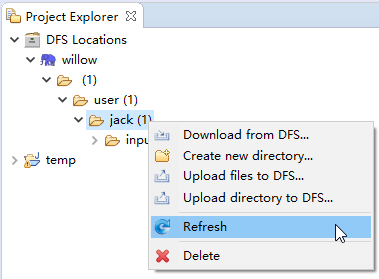 Project Explorer
DFS Locations
willow
(1)
user (1)
jack (1)
inpu
temp
Download from DFS...
Create new directory...
Upload files to DFS...
Upload directory to DFS...
Refresh
Delete